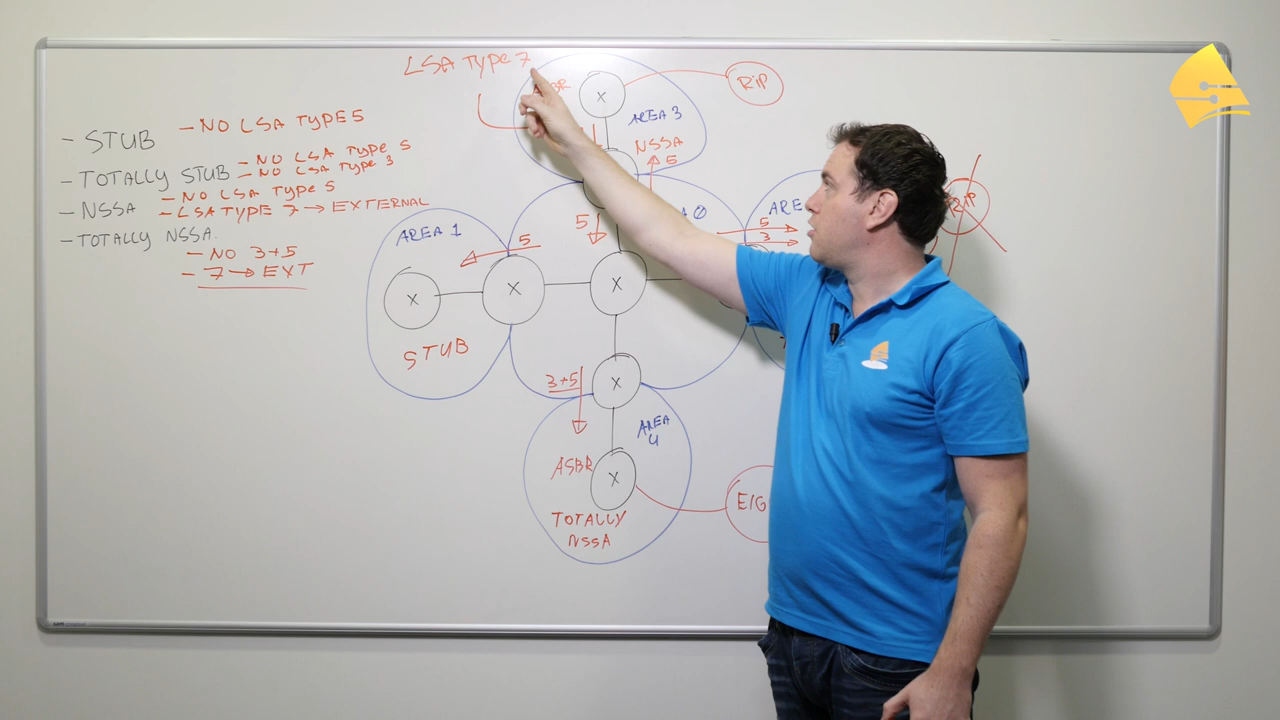 LSA TYPE 7
- STUB - NO LSA TYPE 5
- TOTALLY STUB - NO LSA TYPE 5
- NO LSA TYPE 3
- NSSA - NO LSA TYPE 5
- LSA TYPE 7 → EXTERNAL
- TOTALLY NSSA.
- NO 3+5
- 7 → EXT
X
RIP
AREA 3
NSSA
5
5
AREA 1
5
X
X
X
STUB
0
AREA
5
3
RIP
3+5
X
AREA
4
ASBR
X
TOTALLY
NSSA
EIG